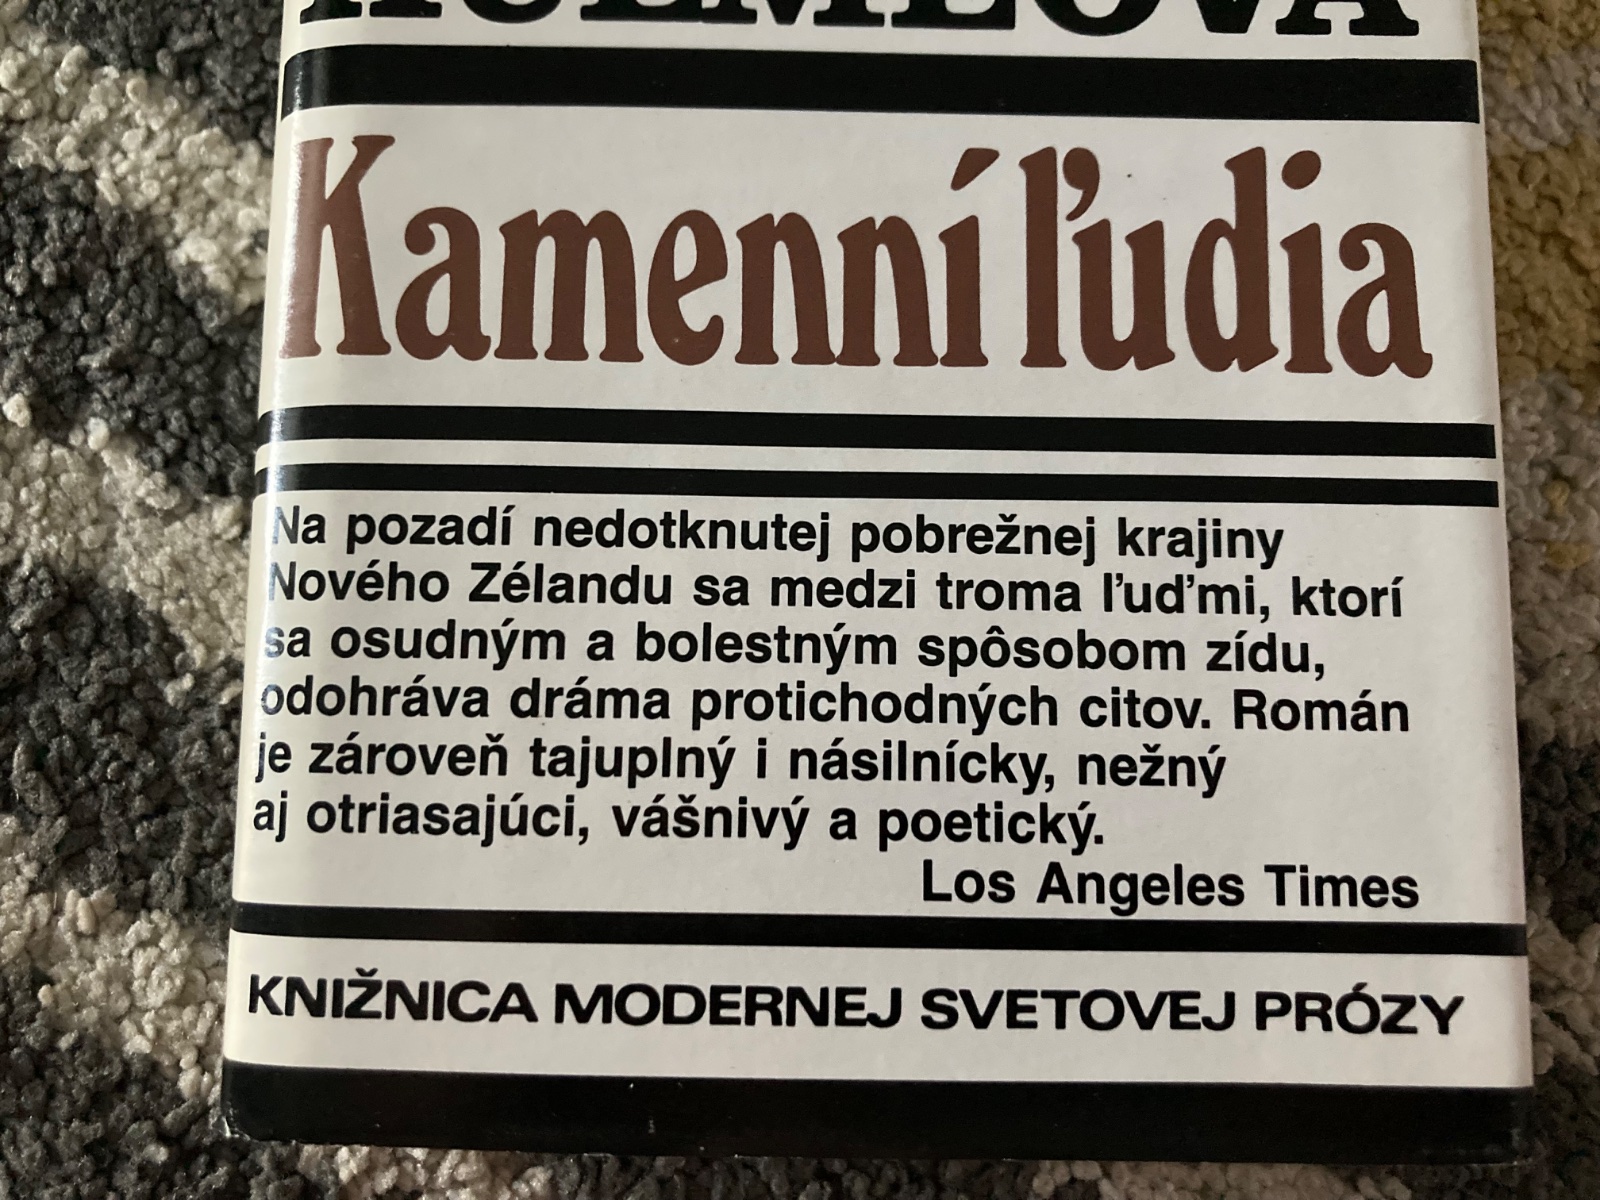 HULMEOVÁ
Kamenní ľudia
Na pozadí nedotknutej pobrežnej krajiny
Nového Zélandu sa medzi troma ľuďmi, ktorí
sa osudným a bolestným spôsobom zídu,
odohráva dráma protichodných citov. Román
je zároveň tajuplný i násilnícky, nežný
aj otriasajúci, vášnivý a poetický.
Los Angeles Times
KNIŽNICA MODERNEJ SVETOVEJ PRÓZY